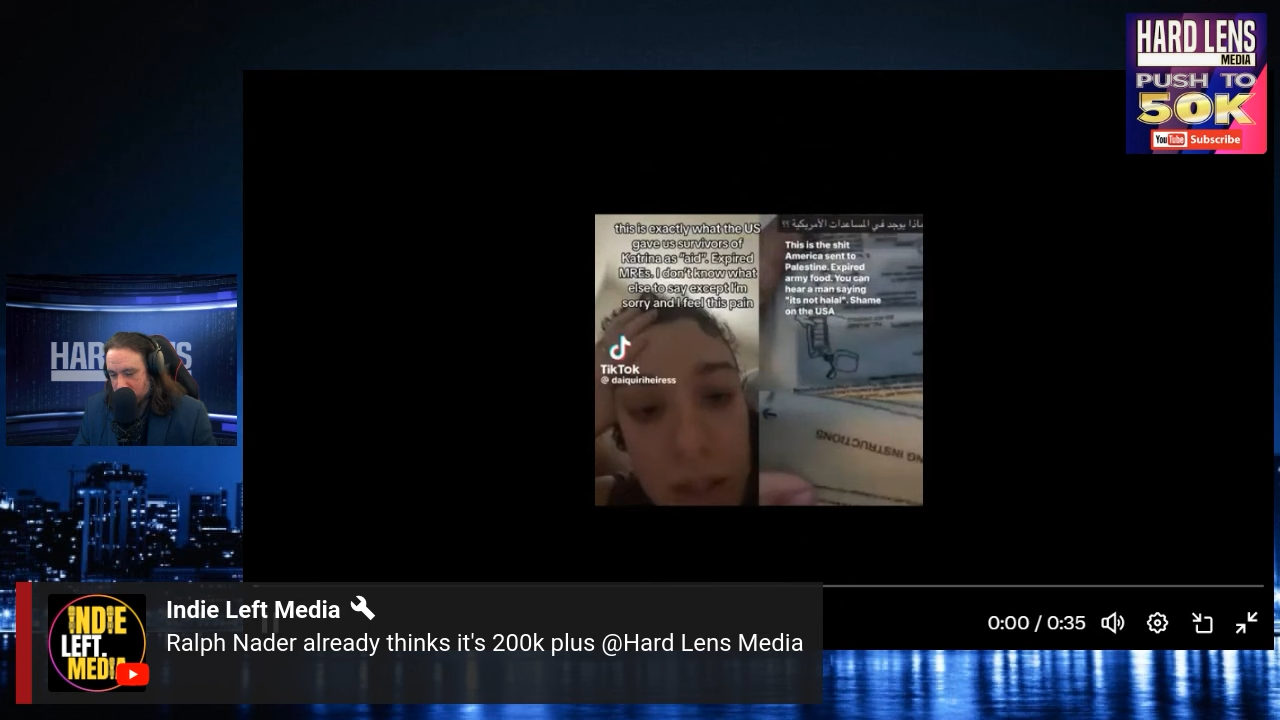 HARD LENS
MEDIA
PUSH TO
50K
YouTube Subscribe
this is exactly what the US
gave us survivors of
Katrina as "aid". Expired
MREs. I don't know what
else to say except I'm
sorry and I feel this pain
TikTok
@ daiquiriheiress
ماذا يوجد في المساعدات الأمريكية ؟؟
This is the shit
America sent to
Palestine. Expired
army food. You can
hear a man saying
"its not halal". Shame
on the USA
NG INSTRUCTIONS
0:00 / 0:35
INDIE
LEFT.
MEDIA
Indie Left Media
Ralph Nader already thinks it's 200k plus @Hard Lens Media